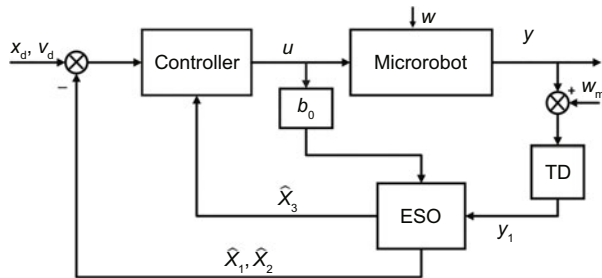 x_d, v_d
−
Controller
u
b_0
w
Microrobot
y
+
w_m
TD
y_1
ESO
X̂_3
X̂_1, X̂_2